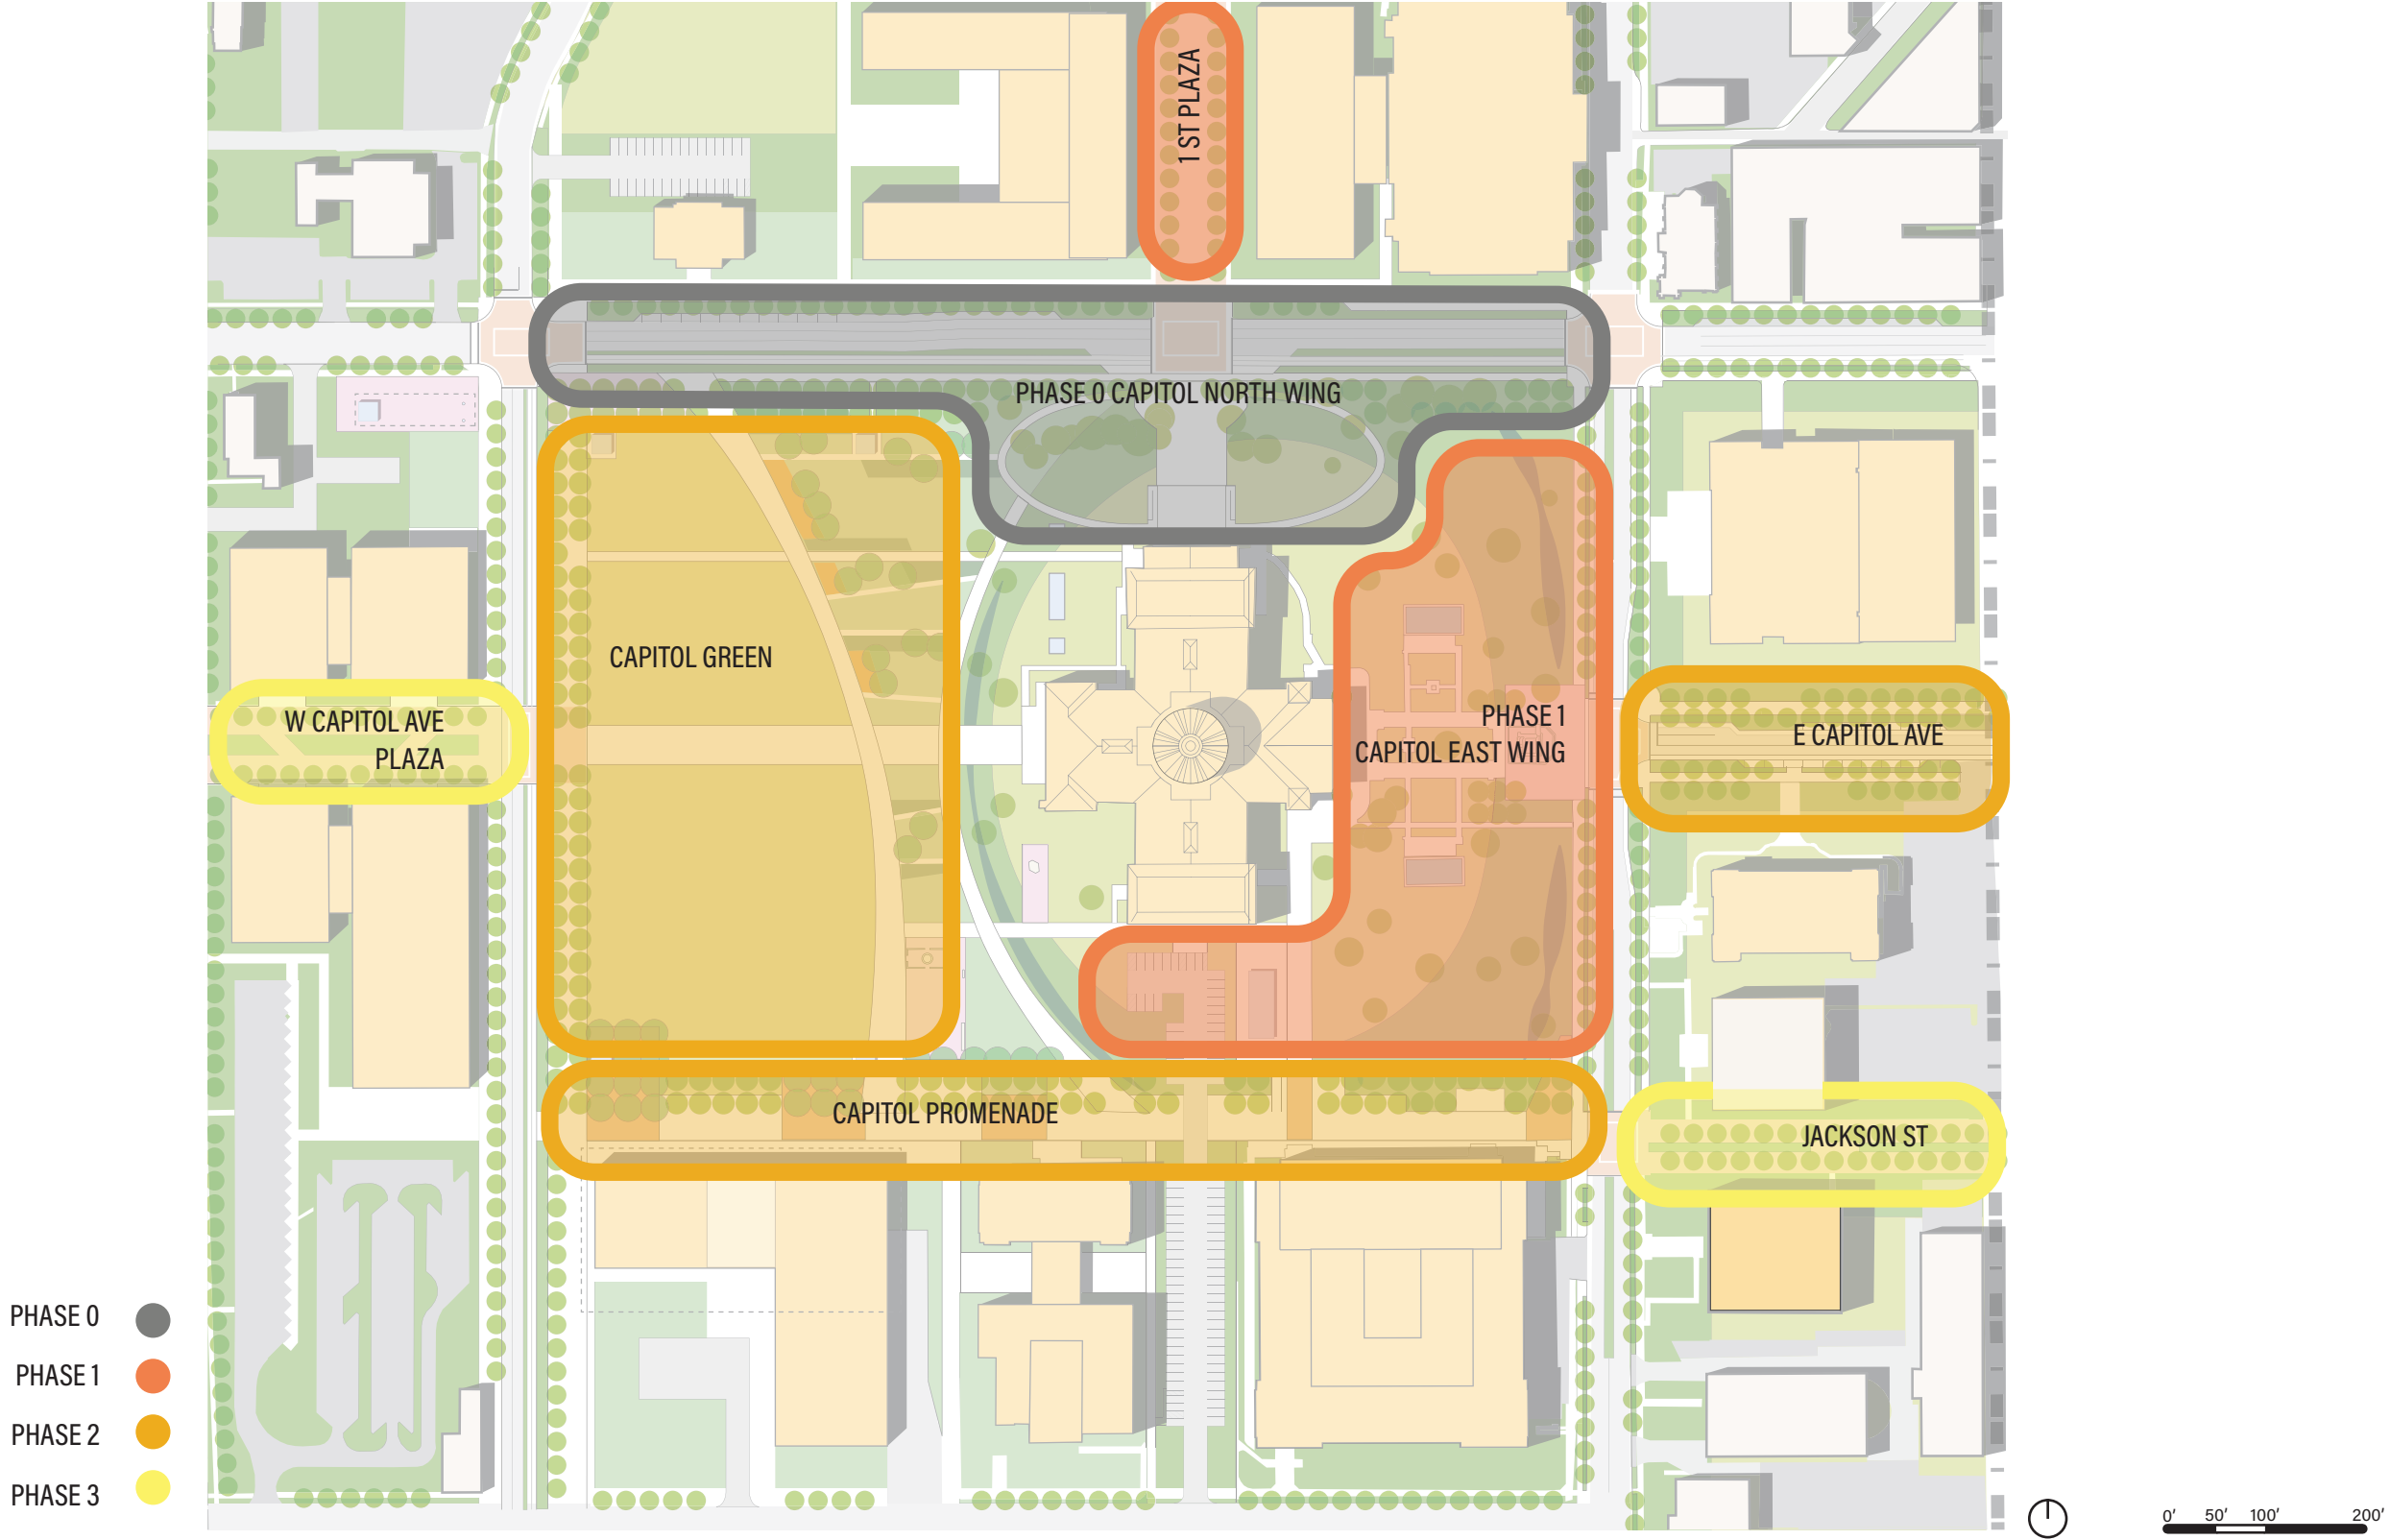 1 ST PLAZA
PHASE 0 CAPITOL NORTH WING
CAPITOL GREEN
W CAPITOL AVE
PLAZA
PHASE 1
CAPITOL EAST WING
E CAPITOL AVE
CAPITOL PROMENADE
JACKSON ST
PHASE 0
PHASE 1
PHASE 2
PHASE 3
0' 50' 100' 200'